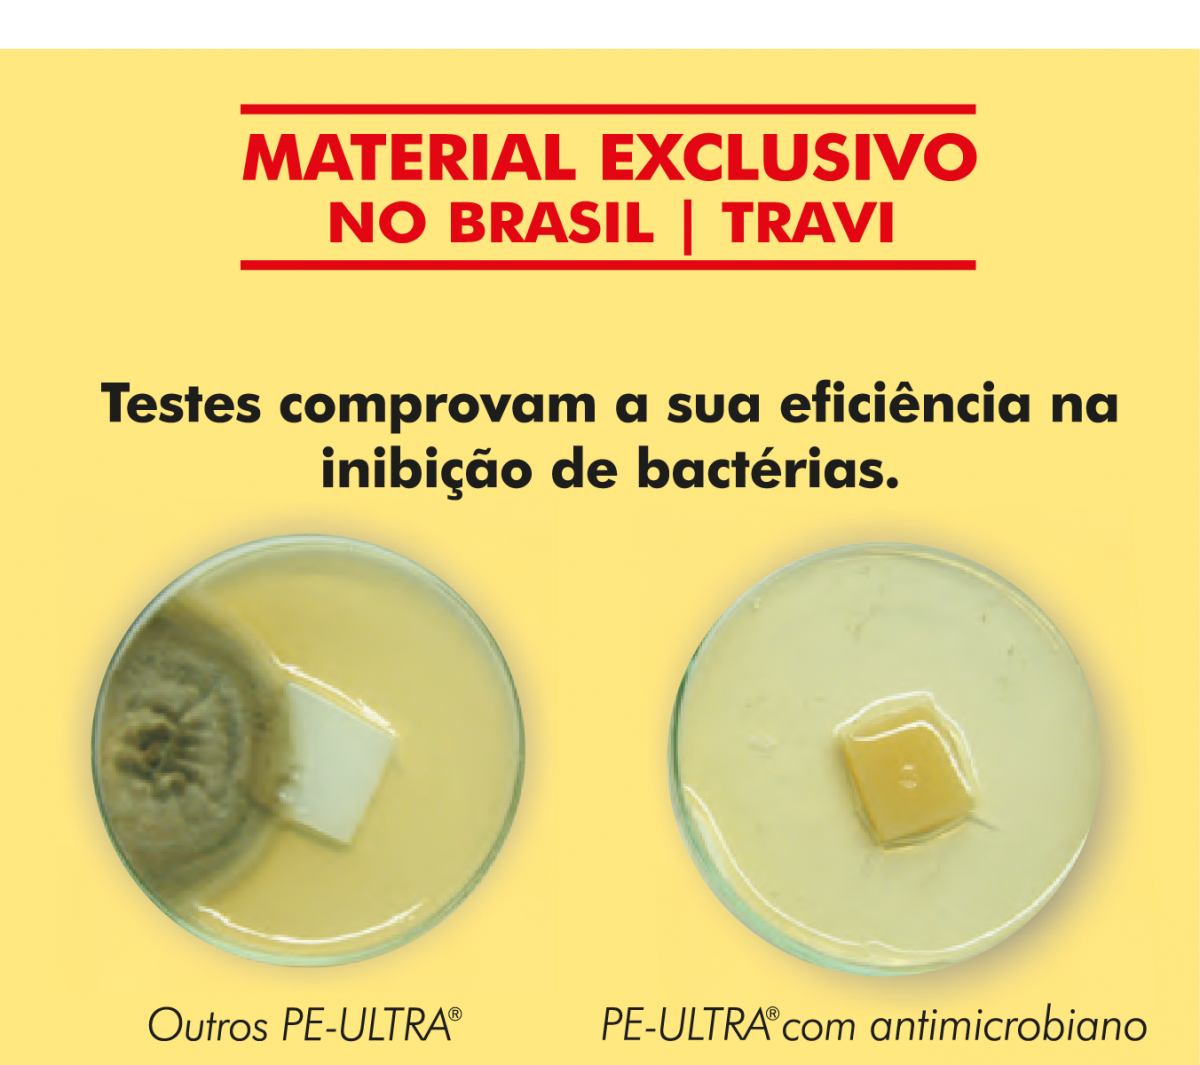 MATERIAL EXCLUSIVO
NO BRASIL | TRAVI
Testes comprovam a sua eficiência na
inibição de bactérias.
Outros PE-ULTRA®
PE-ULTRA® com antimicrobiano